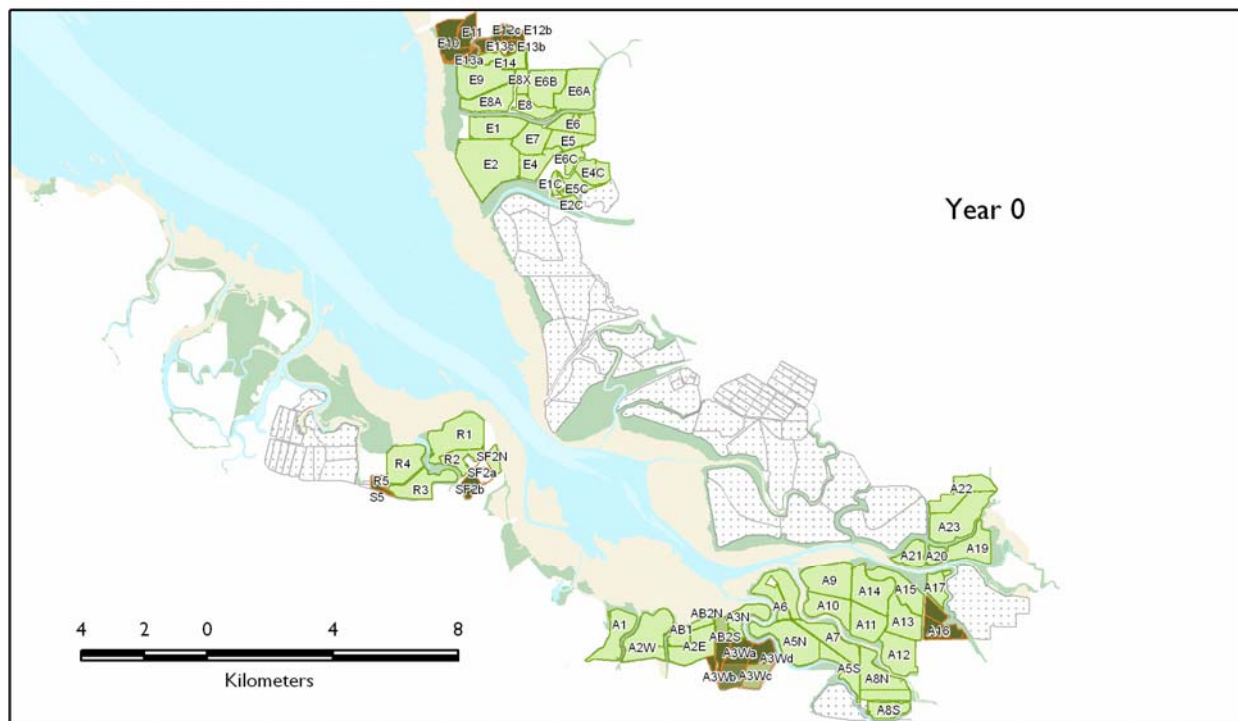 E11 E12c E12b
E10 E13c E13b
E13a E14
E9 E8X E6B
E6A
E8A E8
E1 E6
E7 E5
E2 E4 E6C
E4C
E1C E5C
E2C
Year 0
R1
R4 R2 SF2N
SF2a
R5 R3 SF2b
S5
A22
A23
A21 A20 A19
A9 A14 A15 A17
A6 A10
A1 AB2N A3N A11 A13 A16
AB1 AB2S
A2W A2E A5N A7
A3Wa A3Wd A12
A3Wb A3Wc A5S A8N
A8S
4 2 0 4 8
Kilometers